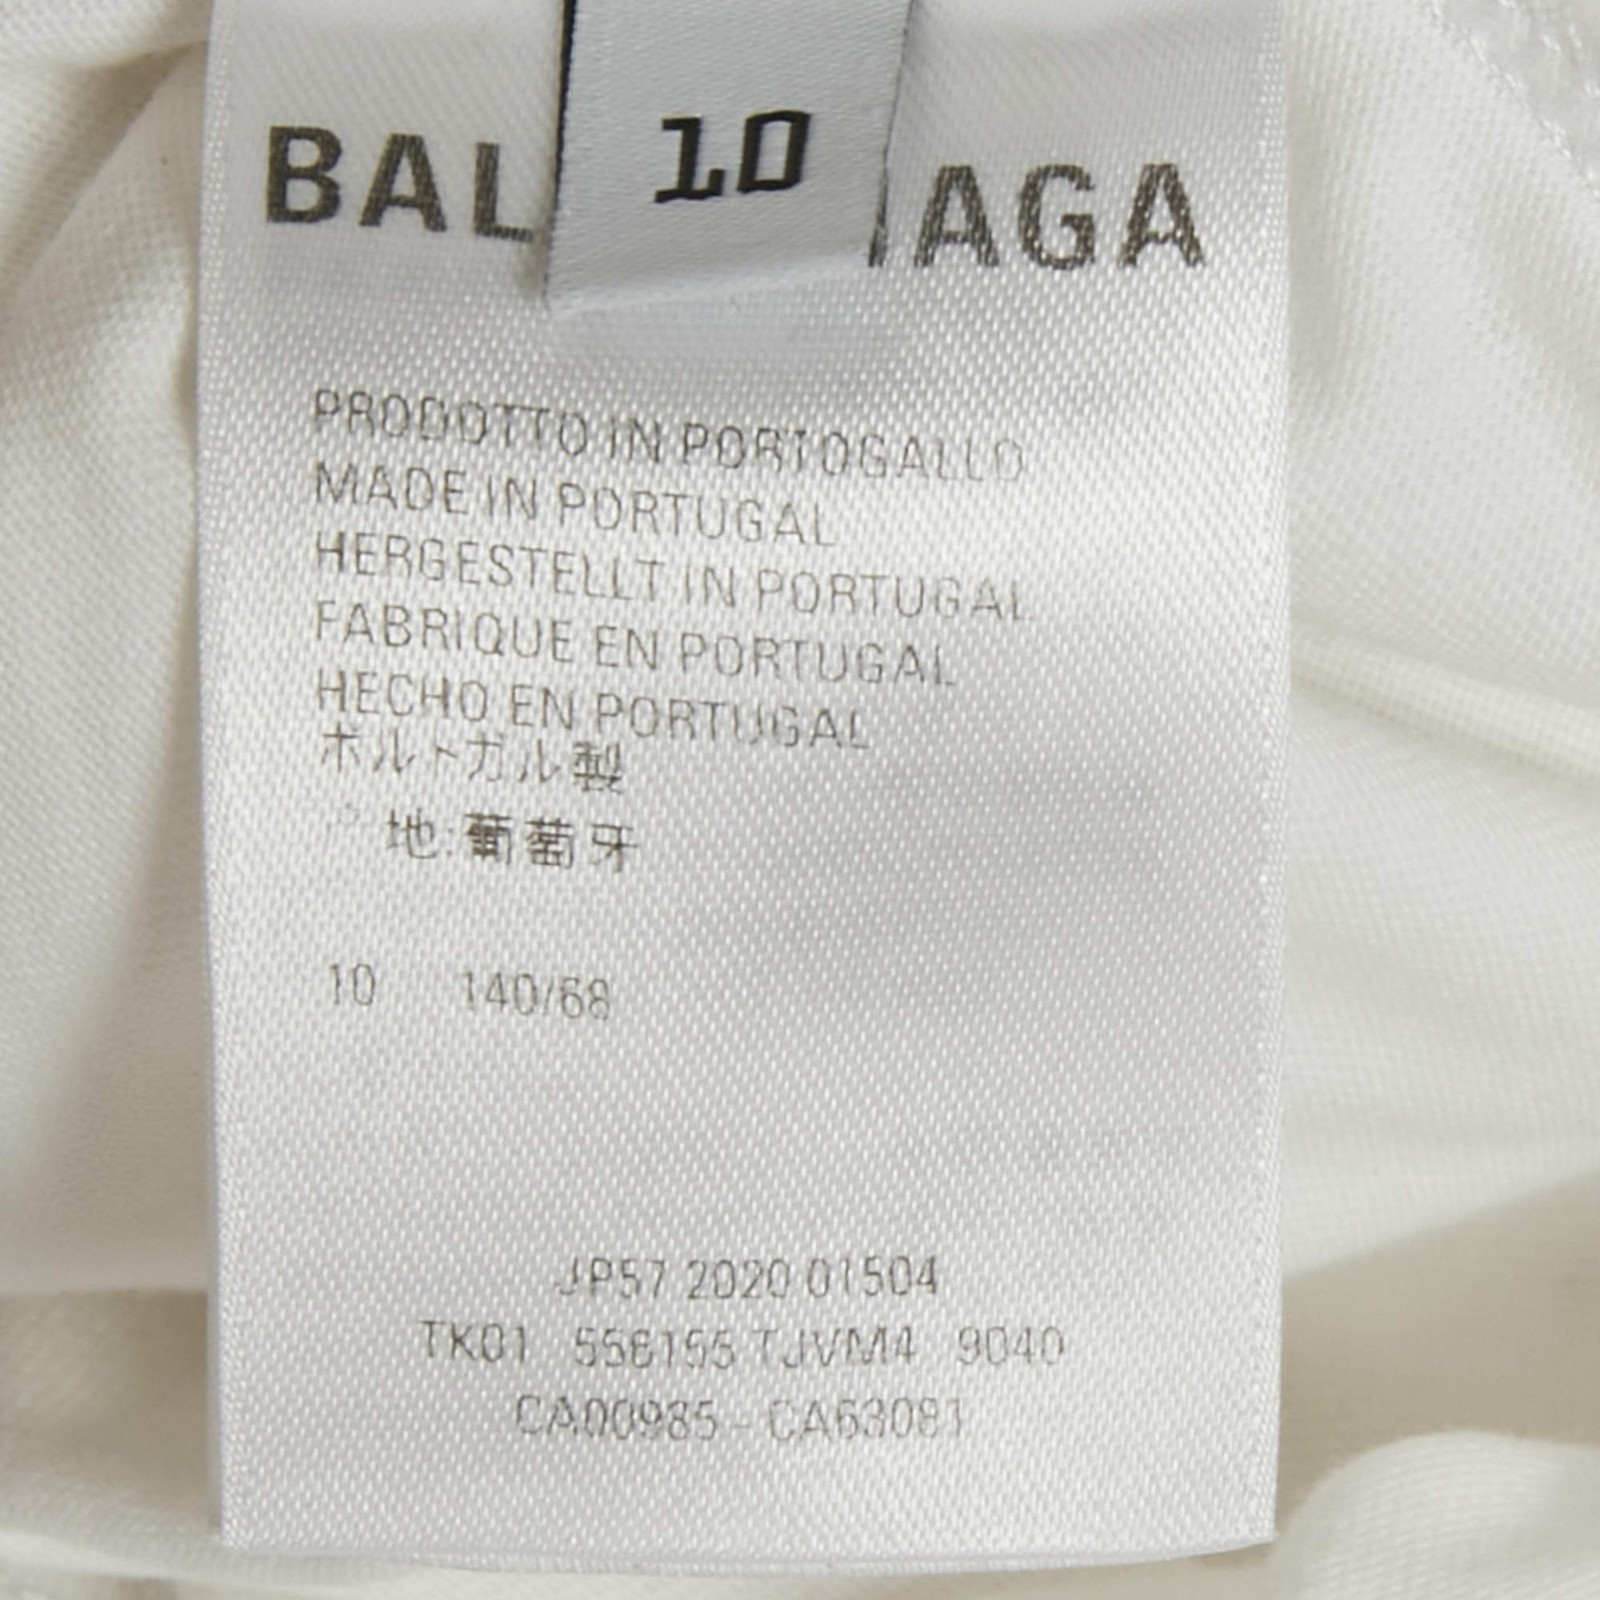 10
BAL IAGA
PRODOTTO IN PORTOGALLO
MADE IN PORTUGAL
HERGESTELLT IN PORTUGAL
FABRIQUE EN PORTUGAL
HECHO EN PORTUGAL
ポルトガル製
产地:葡萄牙
10 140/68
JP57 2020 01504
TK01 556155 TJVM4 9040
CA00985 - CA63081